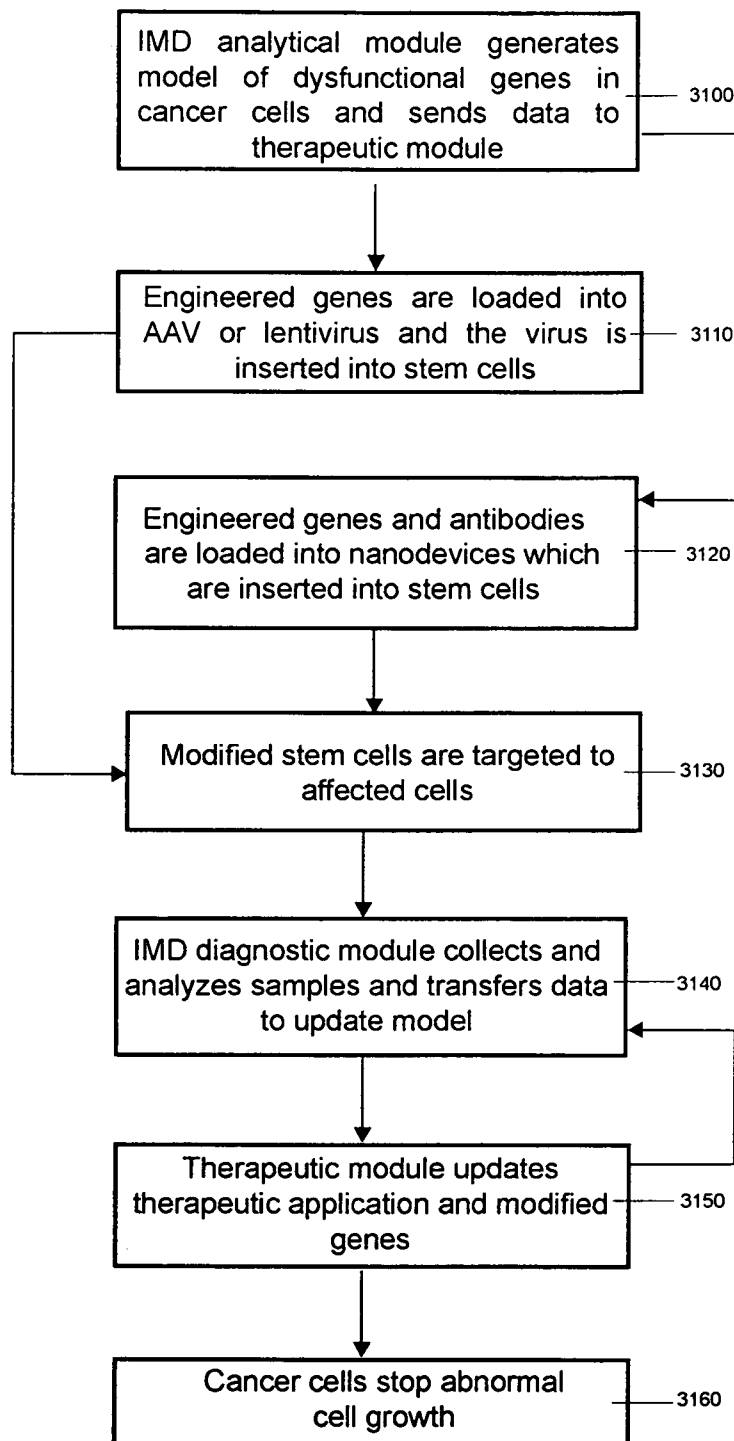 IMD analytical module generates
model of dysfunctional genes in
cancer cells and sends data to
therapeutic module
3100
Engineered genes are loaded into
AAV or lentivirus and the virus is
inserted into stem cells
3110
Engineered genes and antibodies
are loaded into nanodevices which
are inserted into stem cells
3120
Modified stem cells are targeted to
affected cells
3130
IMD diagnostic module collects and
analyzes samples and transfers data
to update model
3140
Therapeutic module updates
therapeutic application and modified
genes
3150
Cancer cells stop abnormal
cell growth
3160